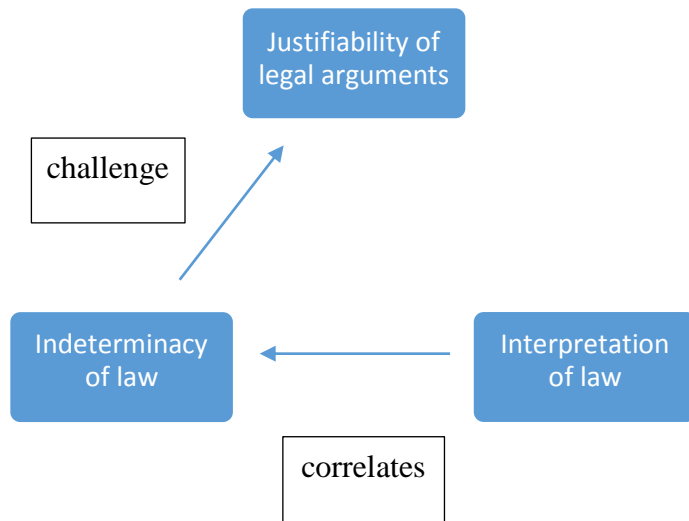 Justifiability of
legal arguments
challenge
Indeterminacy
of law
Interpretation
of law
correlates